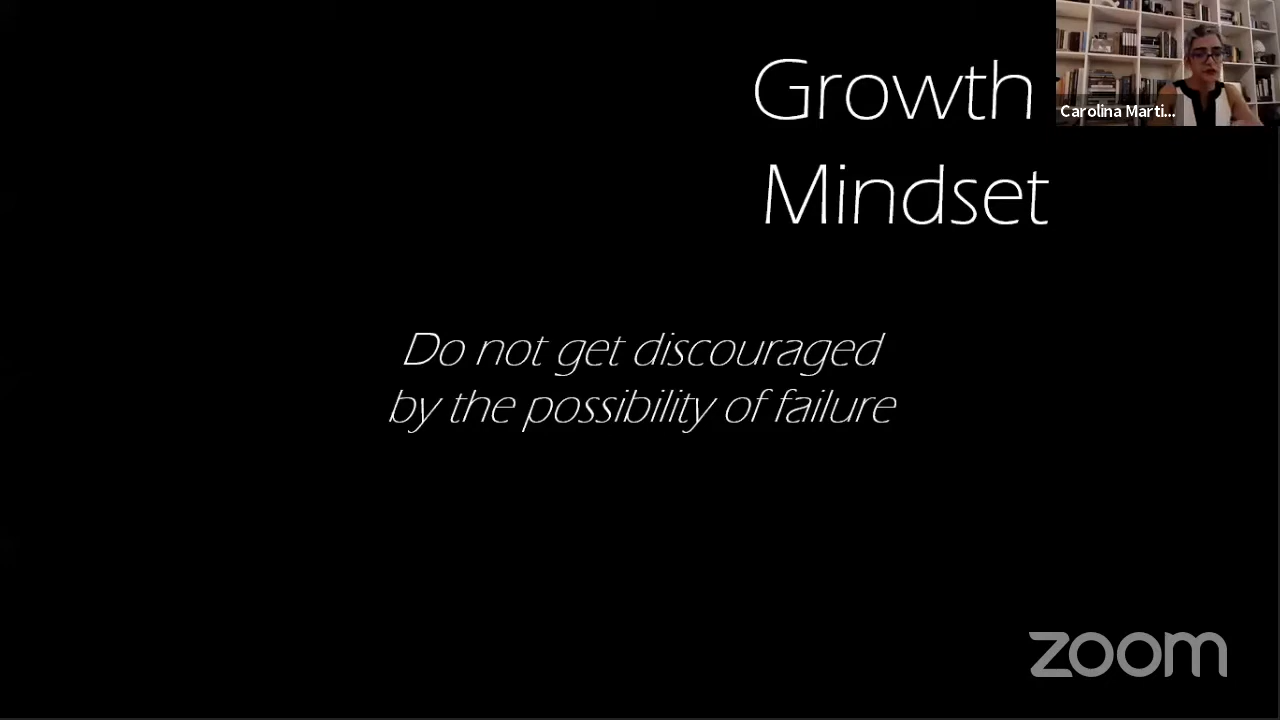 Growth
Mindset
Carolina Marti...
Do not get discouraged
by the possibility of failure
zoom